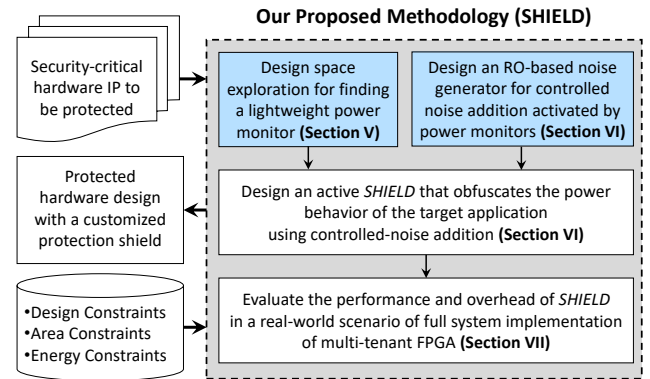 Our Proposed Methodology (SHIELD)
Security-critical
hardware IP to
be protected
Design space
exploration for finding
a lightweight power
monitor (Section V)
Design an RO-based noise
generator for controlled
noise addition activated by
power monitors (Section VI)
Protected
hardware design
with a customized
protection shield
Design an active SHIELD that obfuscates the power
behavior of the target application
using controlled-noise addition (Section VI)
•Design Constraints
•Area Constraints
•Energy Constraints
Evaluate the performance and overhead of SHIELD
in a real-world scenario of full system implementation
of multi-tenant FPGA (Section VII)